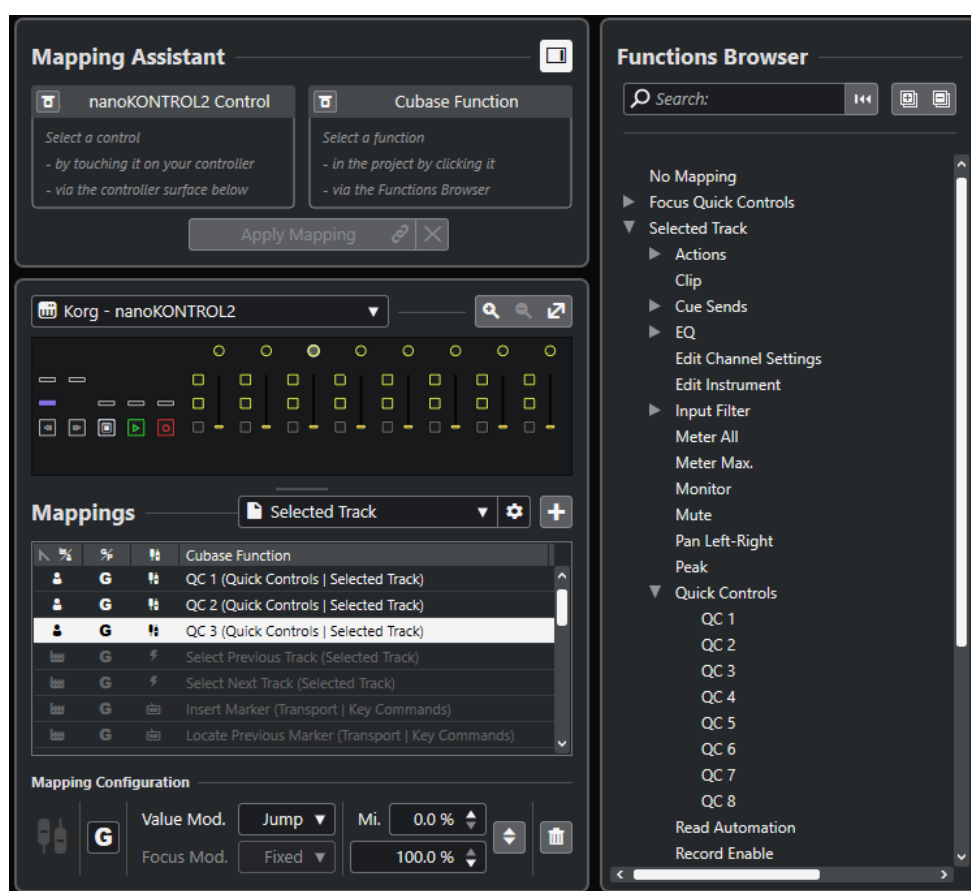 Mapping Assistant
nanoKONTROL2 Control
Select a control
- by touching it on your controller
- via the controller surface below
Cubase Function
Select a function
- in the project by clicking it
- via the Functions Browser
Apply Mapping
Korg - nanoKONTROL2
Mappings
Selected Track
Cubase Function
G QC 1 (Quick Controls | Selected Track)
G QC 2 (Quick Controls | Selected Track)
G QC 3 (Quick Controls | Selected Track)
G Select Previous Track (Selected Track)
G Select Next Track (Selected Track)
G Insert Marker (Transport | Key Commands)
G Locate Previous Marker (Transport | Key Commands)
Mapping Configuration
G
Value Mod. Jump Mi. 0.0 %
Focus Mod. Fixed 100.0 %
Functions Browser
Search:
No Mapping
Focus Quick Controls
Selected Track
Actions
Clip
Cue Sends
EQ
Edit Channel Settings
Edit Instrument
Input Filter
Meter All
Meter Max.
Monitor
Mute
Pan Left-Right
Peak
Quick Controls
QC 1
QC 2
QC 3
QC 4
QC 5
QC 6
QC 7
QC 8
Read Automation
Record Enable